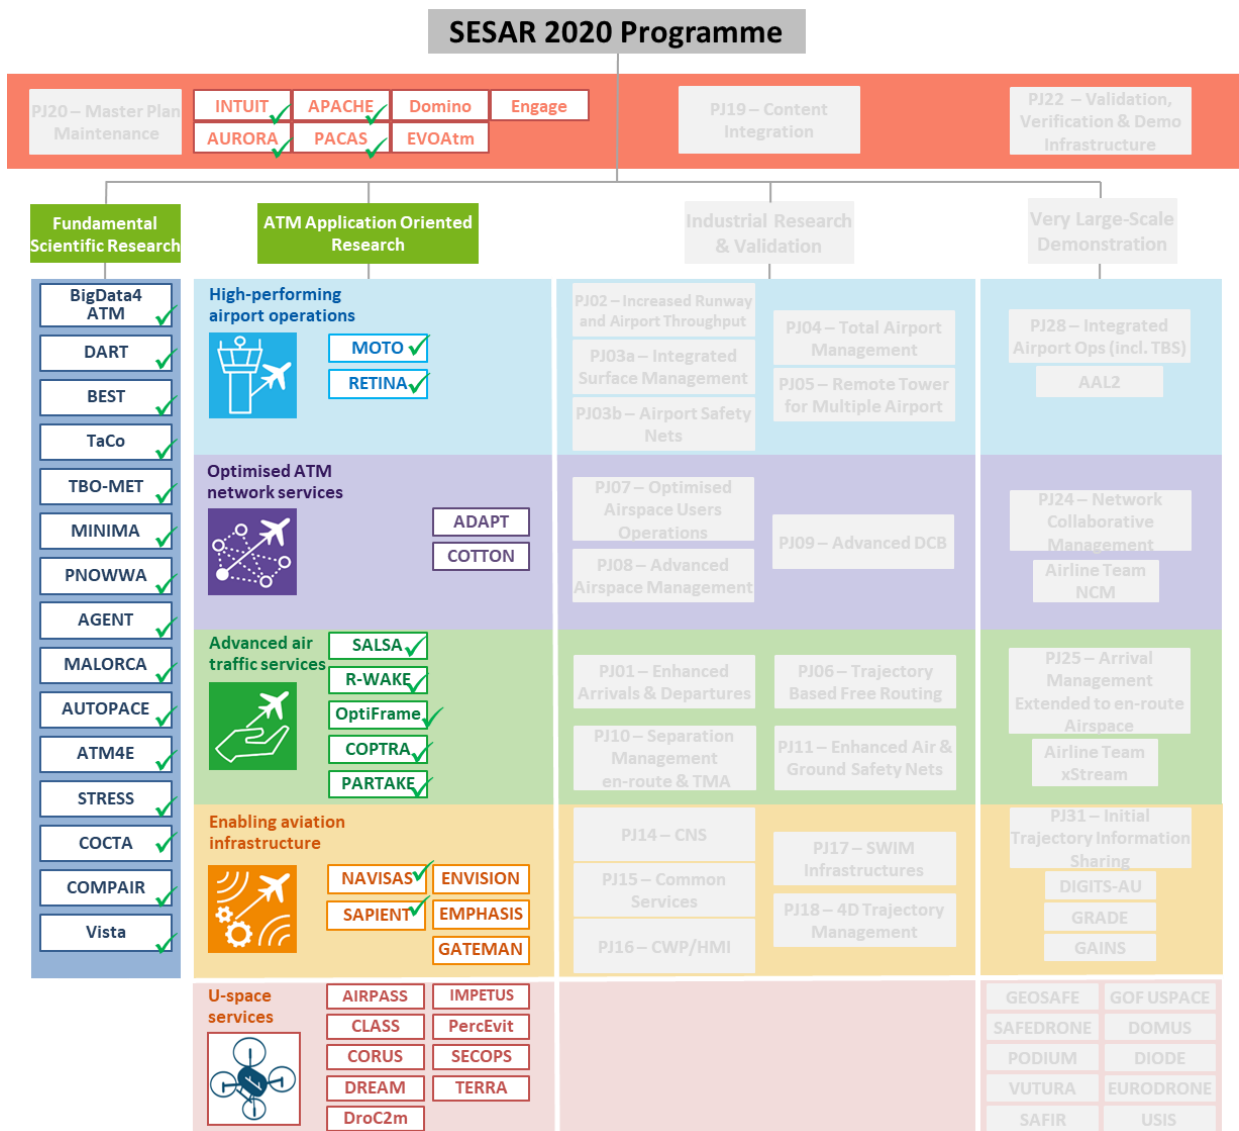 SESAR 2020 Programme
PJ20 – Master Plan
Maintenance
INTUIT
APACHE
Domino
Engage
AURORA
PACAS
EVOAtm
PJ19 – Content
Integration
PJ22 – Validation,
Verification & Demo
Infrastructure
Fundamental
Scientific Research
ATM Application Oriented
Research
Industrial Research
& Validation
Very Large-Scale
Demonstration
BigData4
ATM
DART
BEST
TaCo
TBO-MET
MINIMA
PNOWWA
AGENT
MALORCA
AUTOPACE
ATM4E
STRESS
COCTA
COMPAIR
Vista
High-performing
airport operations
MOTO
RETINA
PJ02 – Increased Runway
and Airport Throughput
PJ03a – Integrated
Surface Management
PJ03b – Airport Safety
Nets
PJ04 – Total Airport
Management
PJ05 – Remote Tower
for Multiple Airport
PJ28 – Integrated
Airport Ops (incl. TBS)
AAL2
Optimised ATM
network services
ADAPT
COTTON
PJ07 – Optimised
Airspace Users
Operations
PJ08 – Advanced
Airspace Management
PJ09 – Advanced DCB
PJ24 – Network
Collaborative
Management
Airline Team
NCM
Advanced air
traffic services
SALSA
R-WAKE
OptiFrame
COPTRA
PARTAKE
PJ01 – Enhanced
Arrivals & Departures
PJ10 – Separation
Management
en-route & TMA
PJ06 – Trajectory
Based Free Routing
PJ11 – Enhanced Air &
Ground Safety Nets
PJ25 – Arrival
Management
Extended to en-route
Airspace
Airline Team
xStream
Enabling aviation
infrastructure
NAVISAS
ENVISION
SAPIENT
EMPHASIS
GATEMAN
PJ14 – CNS
PJ15 – Common
Services
PJ16 – CWP/HMI
PJ17 – SWIM
Infrastructures
PJ18 – 4D Trajectory
Management
PJ31 – Initial
Trajectory Information
Sharing
DIGITS-AU
GRADE
GAINS
U-space
services
AIRPASS
IMPETUS
CLASS
PercEvit
CORUS
SECOPS
DREAM
TERRA
DroC2m
GEOSAFE
GOF USPACE
SAFEDRONE
DOMUS
PODIUM
DIODE
VUTURA
EURODRONE
SAFIR
USIS